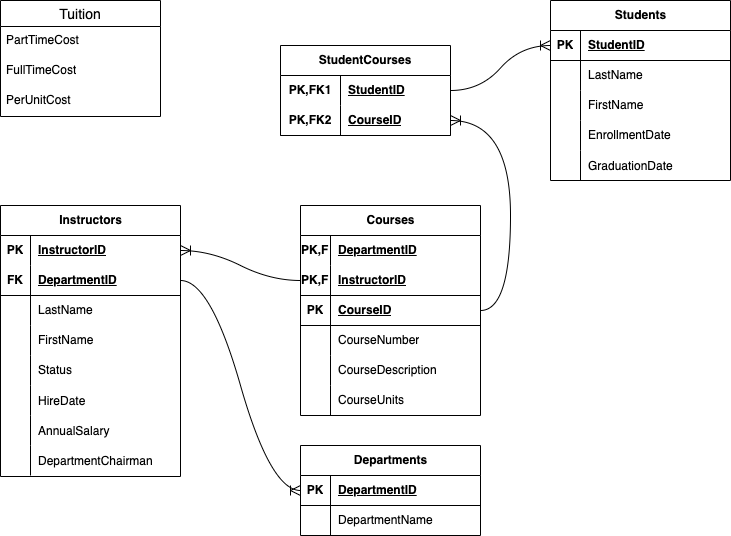 Tuition
PartTimeCost
FullTimeCost
PerUnitCost
StudentCourses
PK,FK1 StudentID
PK,FK2 CourseID
Students
PK StudentID
LastName
FirstName
EnrollmentDate
GraduationDate
Instructors
PK InstructorID
FK DepartmentID
LastName
FirstName
Status
HireDate
AnnualSalary
DepartmentChairman
Courses
PK,F DepartmentID
PK,F InstructorID
PK CourseID
CourseNumber
CourseDescription
CourseUnits
Departments
PK DepartmentID
DepartmentName